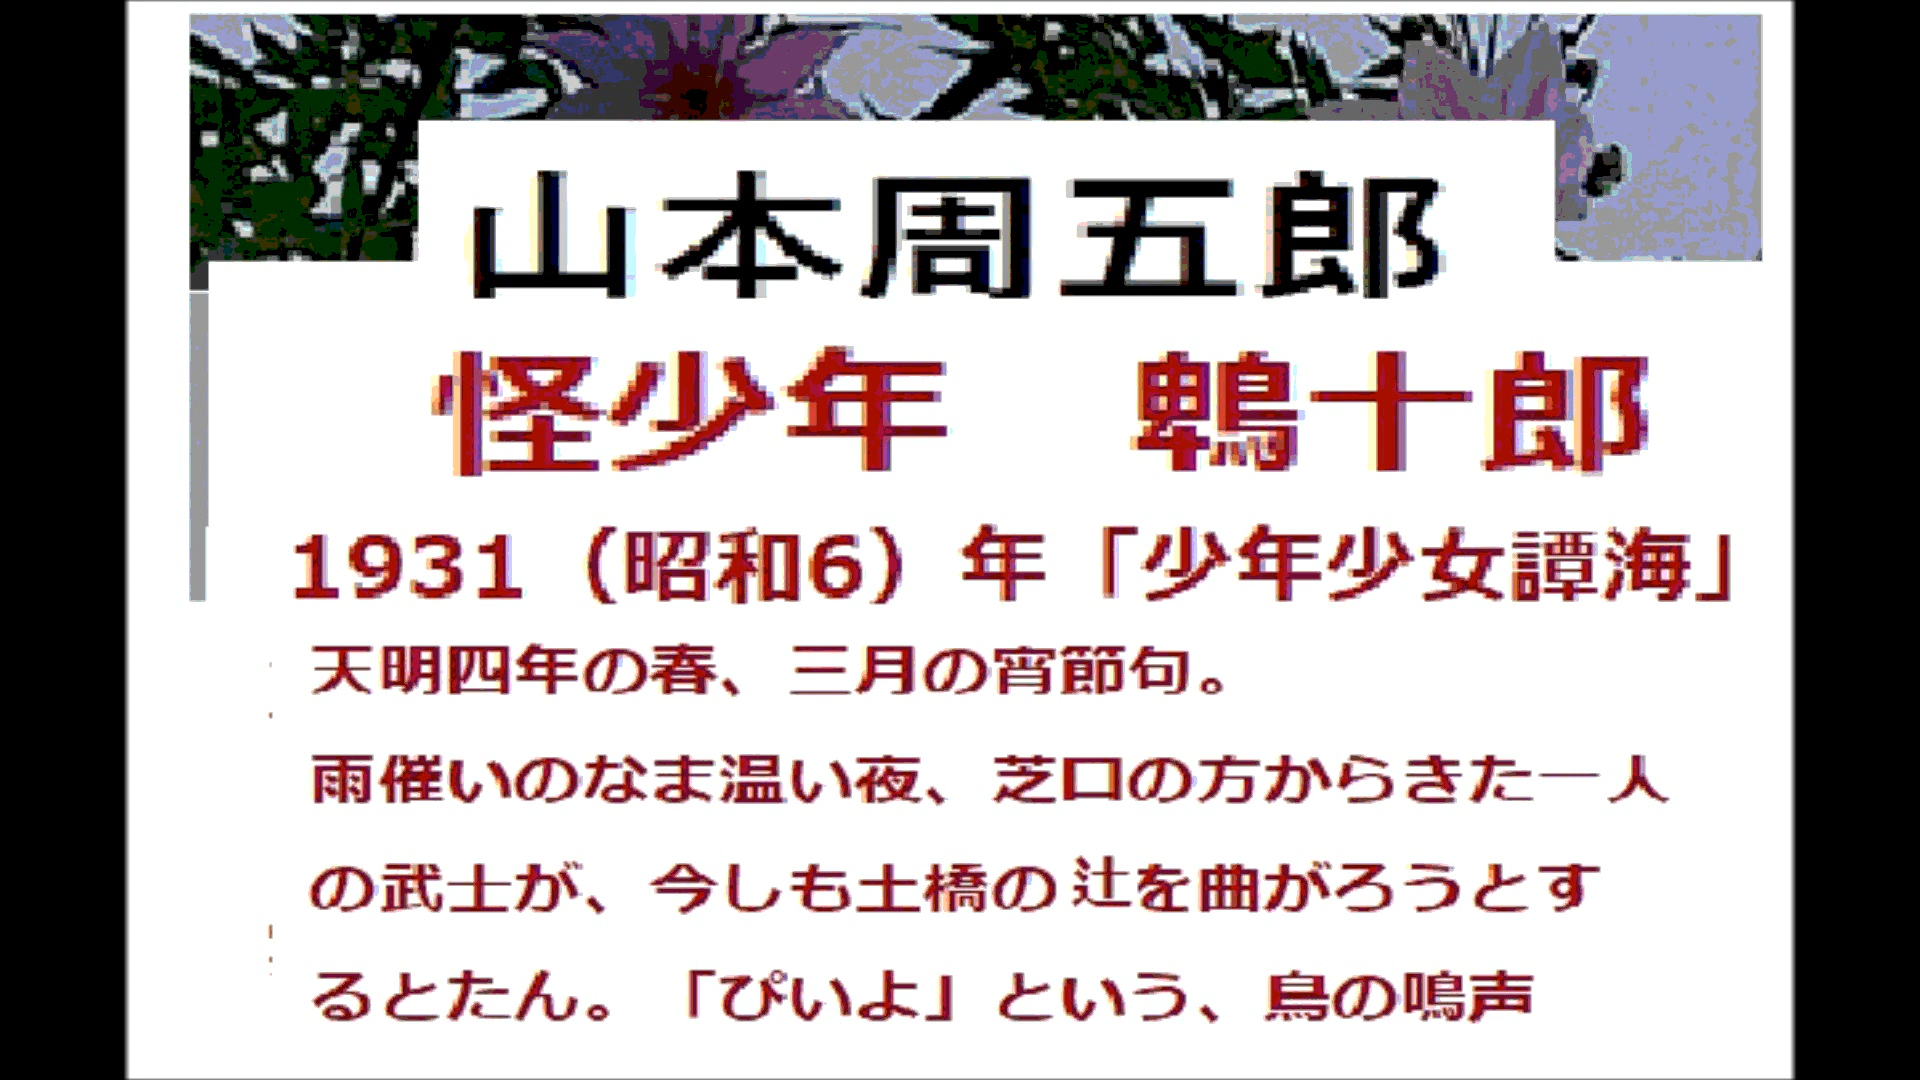 山本周五郎
怪少年　鵯十郎
1931（昭和6）年「少年少女譚海」
天明四年の春、三月の宵節句。
雨催いのなま温い夜、芝口の方からきた一人
の武士が、今しも土橋の辻を曲がろうとす
るとたん。「ぴいよ」という、鳥の鳴声